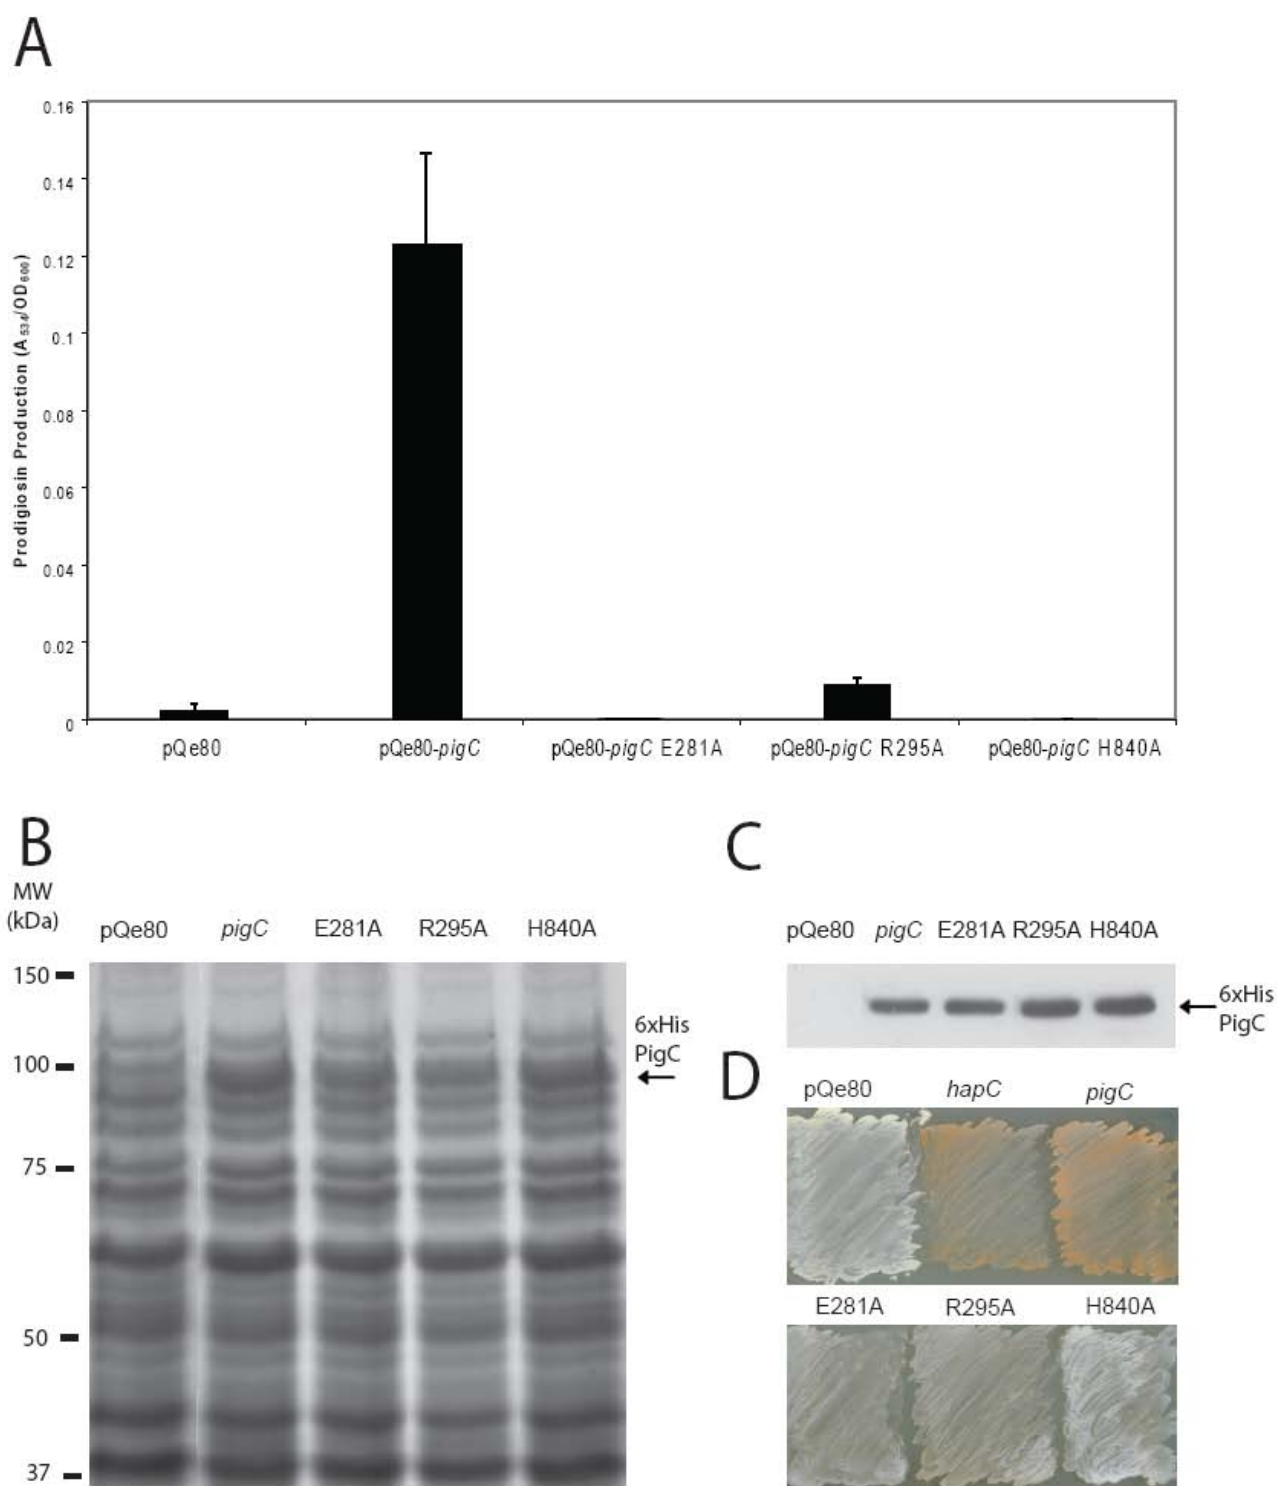 A
0.16
0.14
0.12
0.1
0.08
0.06
0.04
0.02
0
Prodigiosin Production (A534/OD600)
pQe80 pQe80-pigC pQe80-pigC E281A pQe80-pigC R295A pQe80-pigC H840A
B
MW
(kDa)
pQe80 pigC E281A R295A H840A
150
100
75
50
37
6xHis
PigC
C
pQe80 pigC E281A R295A H840A
6xHis
PigC
D
pQe80 hapC pigC
E281A R295A H840A